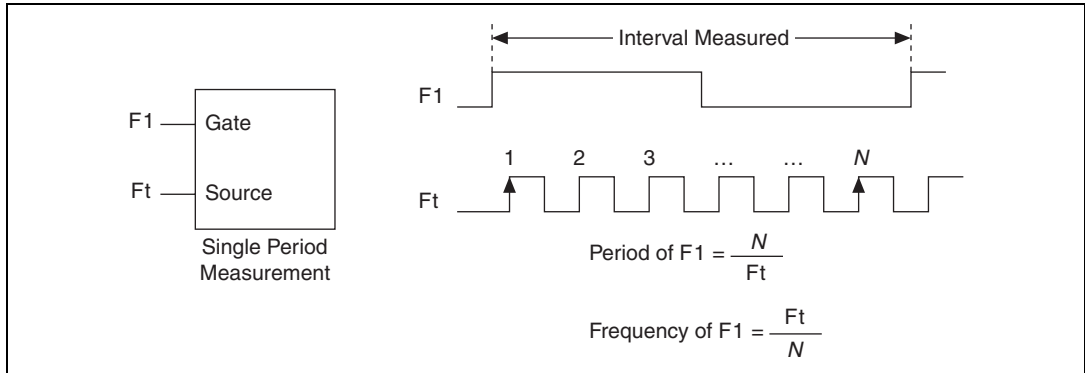 Interval Measured
F1
F1 Gate
1 2 3 … … N
Ft
Ft Source
Single Period
Measurement
Period of F1 = N
Ft
Frequency of F1 = Ft
N